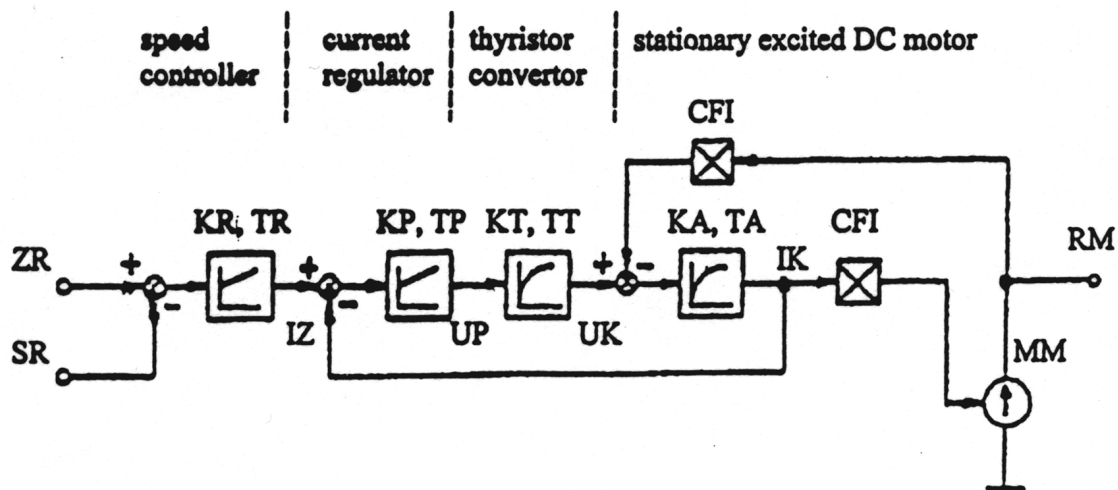 speed controller
current regulator
thyristor convertor
stationary excited DC motor
CFI
KR, TR
KP, TP
KT, TT
KA, TA
CFI
ZR
+
-
+
-
+
-
IK
RM
IZ
UP
UK
SR
MM